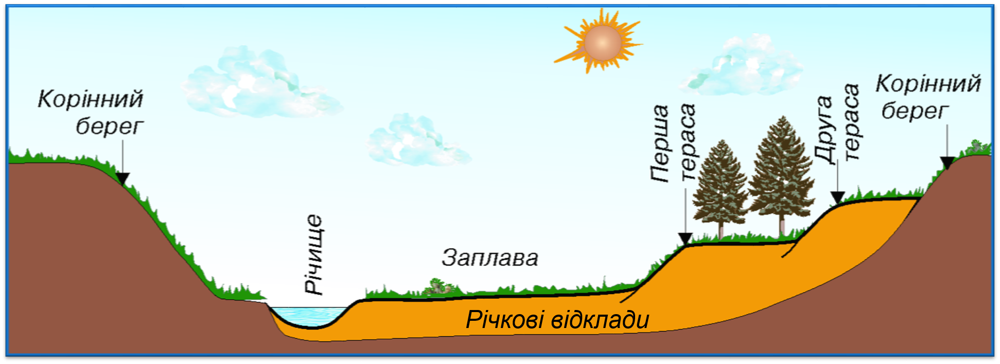 Корінний
берег
Річище
Заплава
Річкові відклади
Перша
тераса
Друга
тераса
Корінний
берег